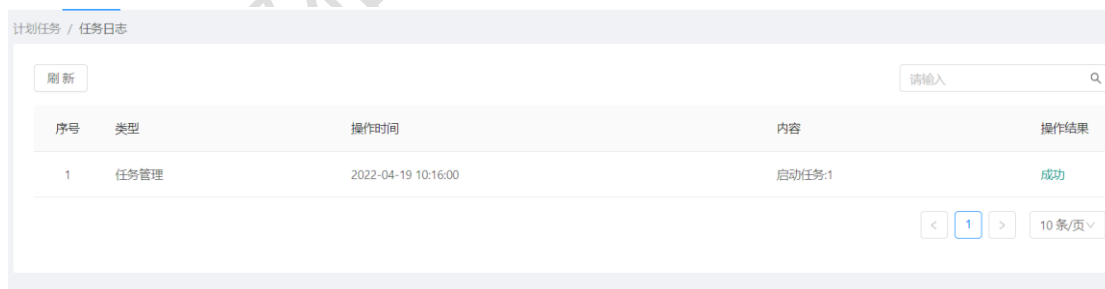 计划任务 / 任务日志
刷 新
请输入
序号 类型 操作时间 内容 操作结果
1 任务管理 2022-04-19 10:16:00 启动任务:1 成功
< 1 > 10 条/页